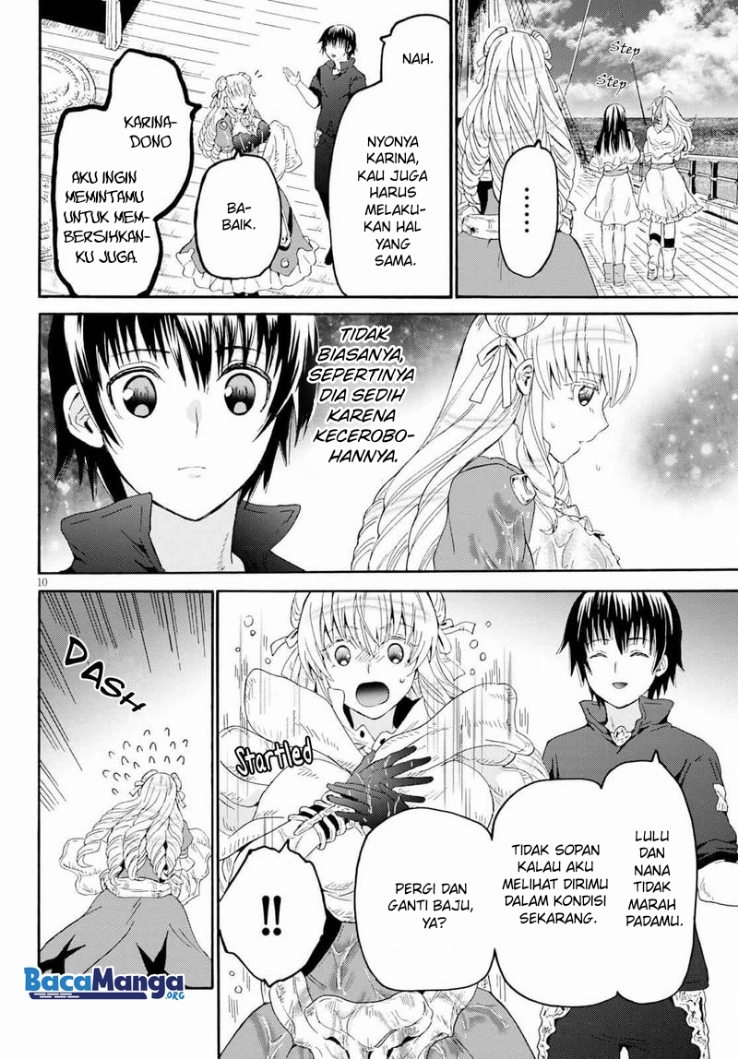 Step
Step
......
NAH.
NYONYA
KARINA,
KAU JUGA
HARUS
MELAKU-
KAN HAL
YANG
SAMA.
BA-
BAIK.
KARINA-
DONO
AKU INGIN
MEMINTAMU
UNTUK MEM-
BERSIHKAN-
KU JUGA.
TIDAK
BIASANYA,
SEPERTINYA
DIA SEDIH
KARENA
KECEROBO-
HANNYA.
10
LULU
DAN
NANA
TIDAK
MARAH
PADAMU.
TIDAK SOPAN
KALAU AKU
MELIHAT DIRIMU
DALAM KONDISI
SEKARANG.
PERGI DAN
GANTI BAJU,
YA?
Startled
!!
DASH
BacaManga
.ORG